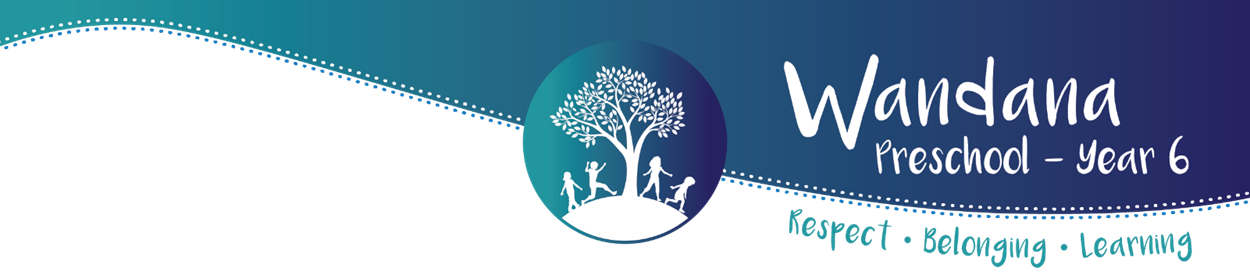 Wandana
Preschool – Year 6
Respect • Belonging • Learning